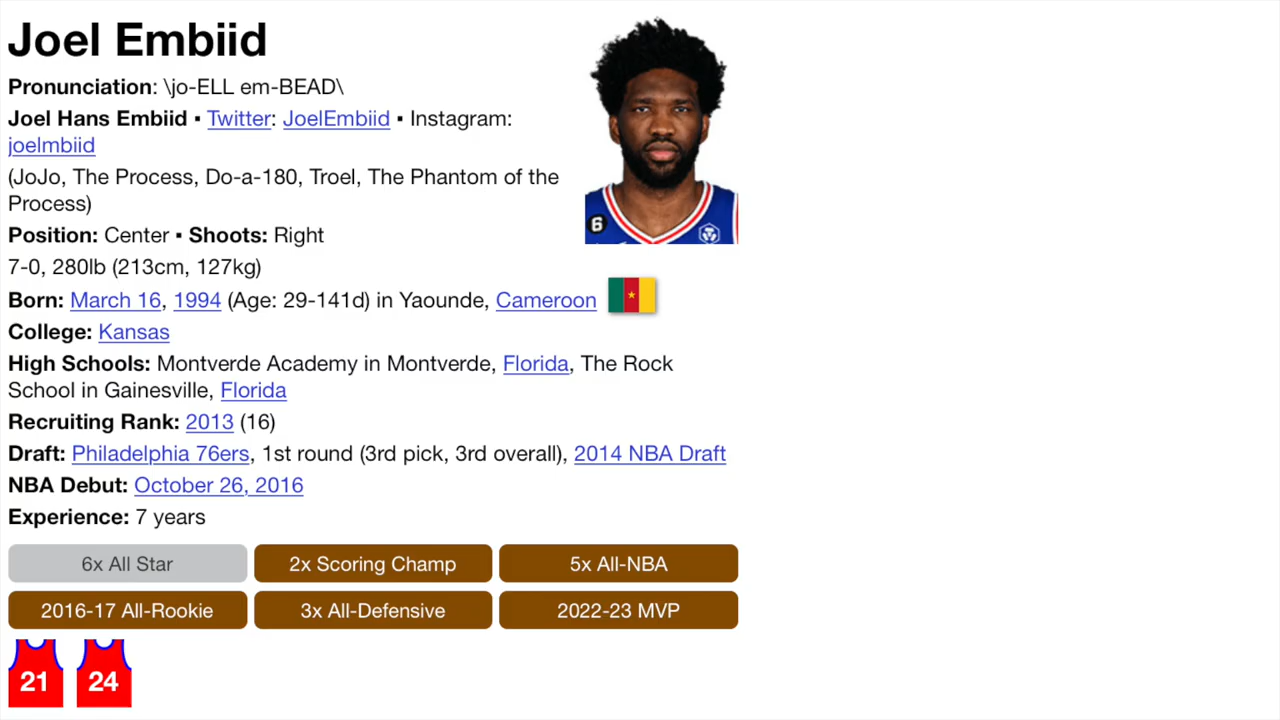 Joel Embiid
Pronunciation: \jo-ELL em-BEAD\
Joel Hans Embiid ▪ Twitter: JoelEmbiid ▪ Instagram:
joelmbiid
(JoJo, The Process, Do-a-180, Troel, The Phantom of the
Process)
6
Position: Center ▪ Shoots: Right
7-0, 280lb (213cm, 127kg)
Born: March 16, 1994 (Age: 29-141d) in Yaounde, Cameroon
College: Kansas
High Schools: Montverde Academy in Montverde, Florida, The Rock
School in Gainesville, Florida
Recruiting Rank: 2013 (16)
Draft: Philadelphia 76ers, 1st round (3rd pick, 3rd overall), 2014 NBA Draft
NBA Debut: October 26, 2016
Experience: 7 years
6x All Star
2x Scoring Champ
5x All-NBA
2016-17 All-Rookie
3x All-Defensive
2022-23 MVP
21
24